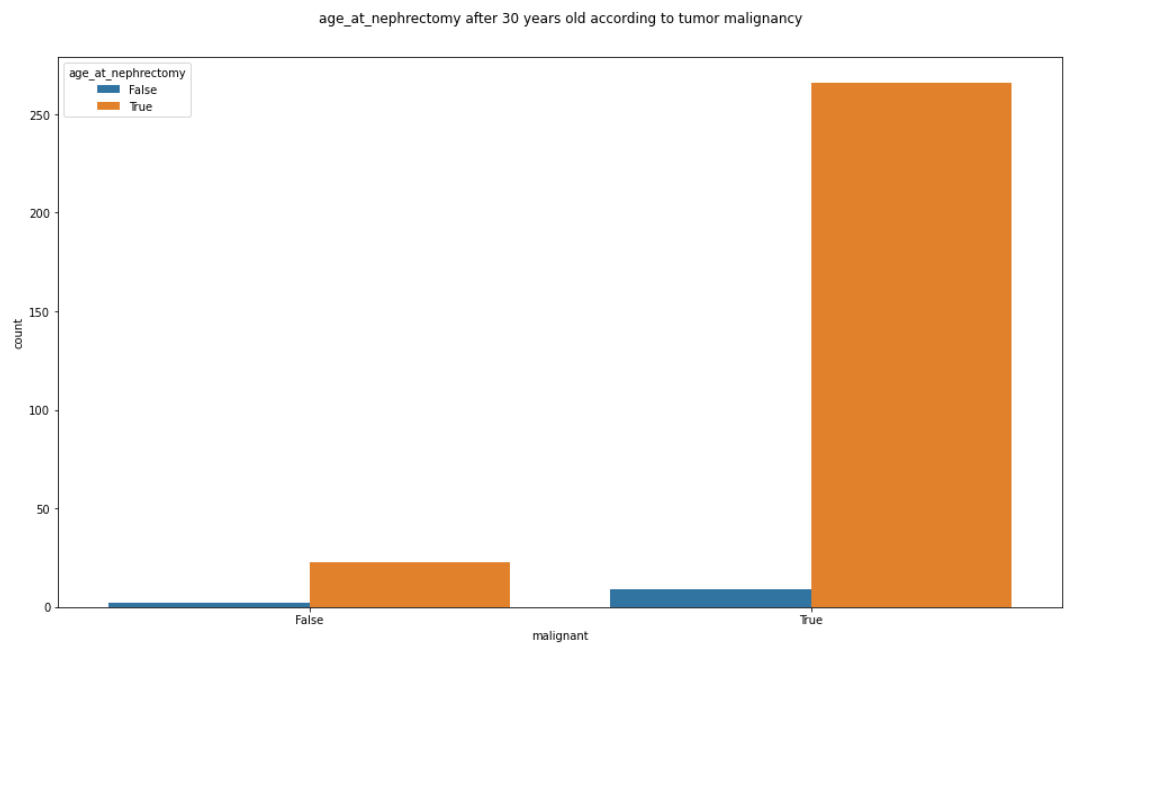 age_at_nephrectomy after 30 years old according to tumor malignancy
age_at_nephrectomy
False
True
250
200
150
100
50
0
count
False
True
malignant